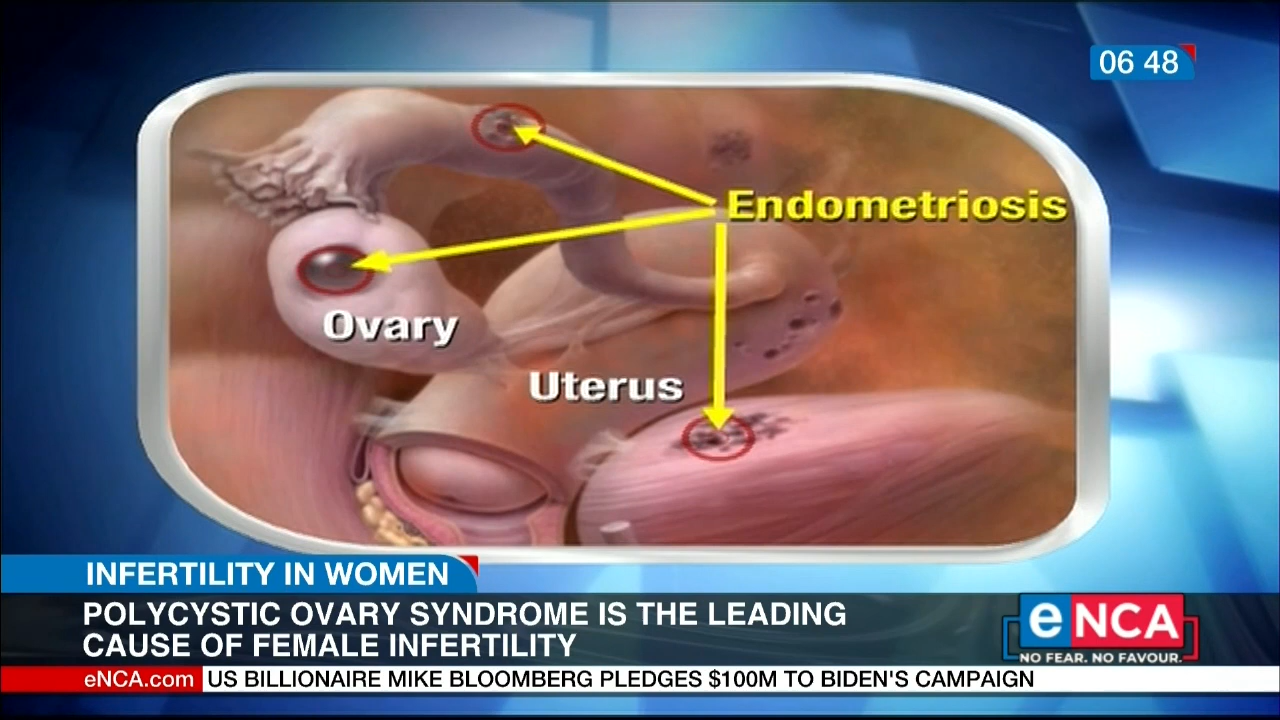 06 48
Endometriosis
Ovary
Uterus
INFERTILITY IN WOMEN
POLYCYSTIC OVARY SYNDROME IS THE LEADING
CAUSE OF FEMALE INFERTILITY
eNCA
NO FEAR. NO FAVOUR.
eNCA.com US BILLIONAIRE MIKE BLOOMBERG PLEDGES $100M TO BIDEN'S CAMPAIGN